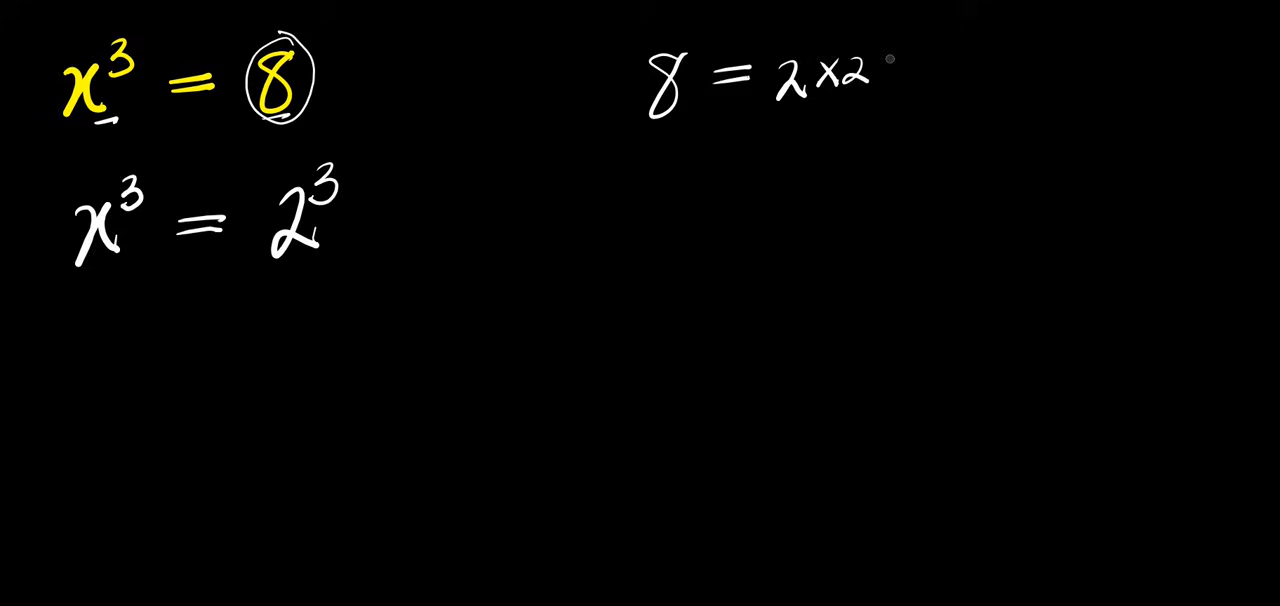 x³ = 8
8 = 2 × 2
x³ = 2³